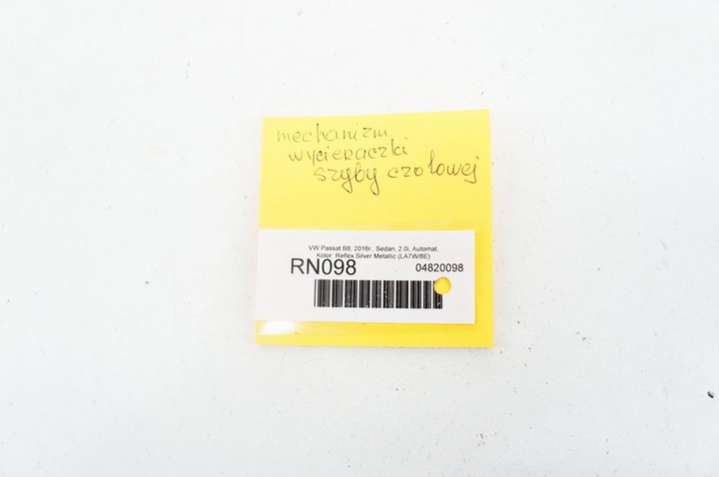 mechanizm
wycieraczki
szyby czołowej
VW Passat B8, 2016r., Sedan, 2.0i, Automat,
Kolor: Reflex Silver Metallic (LA7W/8E)
RN098 04820098